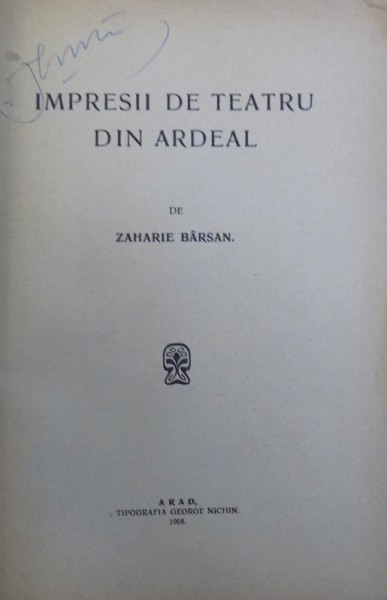 IMPRESII DE TEATRU
DIN ARDEAL
DE
ZAHARIE BÂRSAN.
ARAD,
TIPOGRAFIA GEORGE NICHIN.
1908.